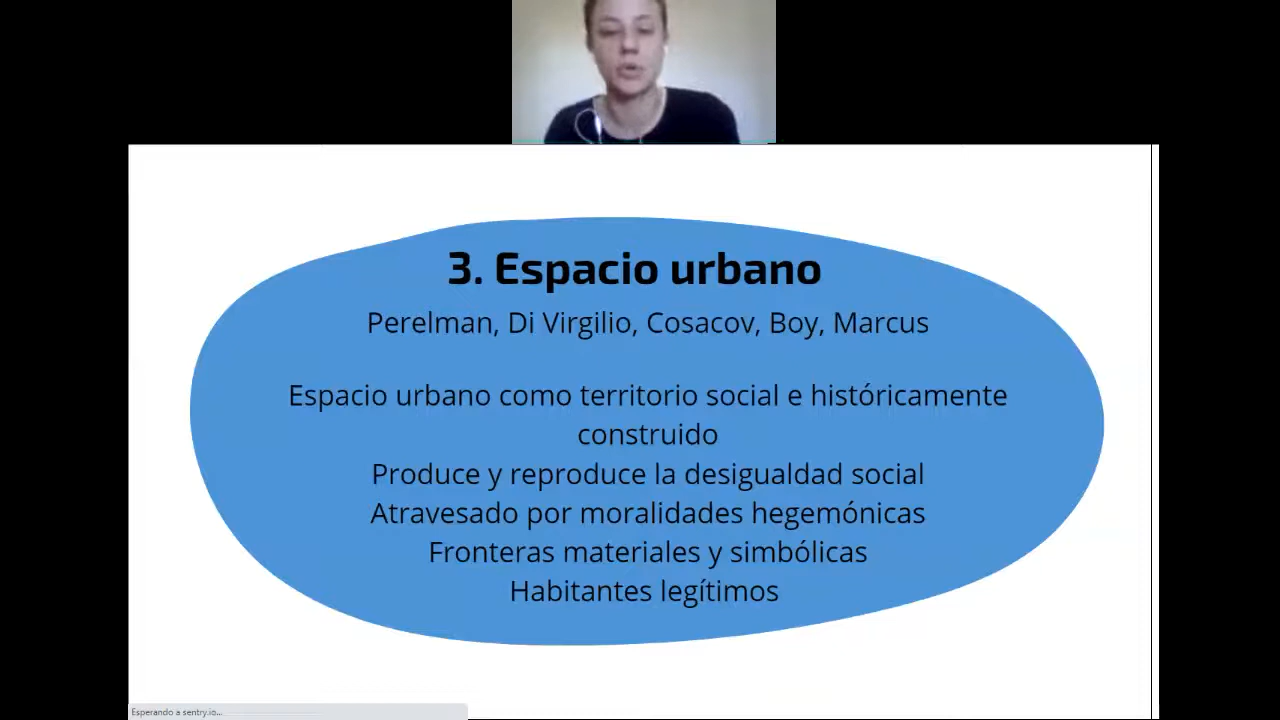 3. Espacio urbano
Perelman, Di Virgilio, Cosacov, Boy, Marcus
Espacio urbano como territorio social e históricamente
construido
Produce y reproduce la desigualdad social
Atravesado por moralidades hegemónicas
Fronteras materiales y simbólicas
Habitantes legítimos
Esperando a sentry.io...